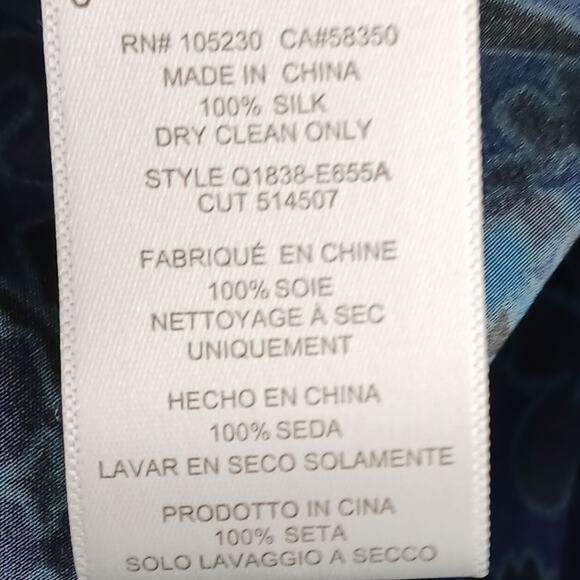 RN# 105230 CA#58350
MADE IN CHINA
100% SILK
DRY CLEAN ONLY
STYLE Q1838-E655A
CUT 514507
FABRIQUÉ EN CHINE
100% SOIE
NETTOYAGE À SEC
UNIQUEMENT
HECHO EN CHINA
100% SEDA
LAVAR EN SECO SOLAMENTE
PRODOTTO IN CINA
100% SETA
SOLO LAVAGGIO A SECCO